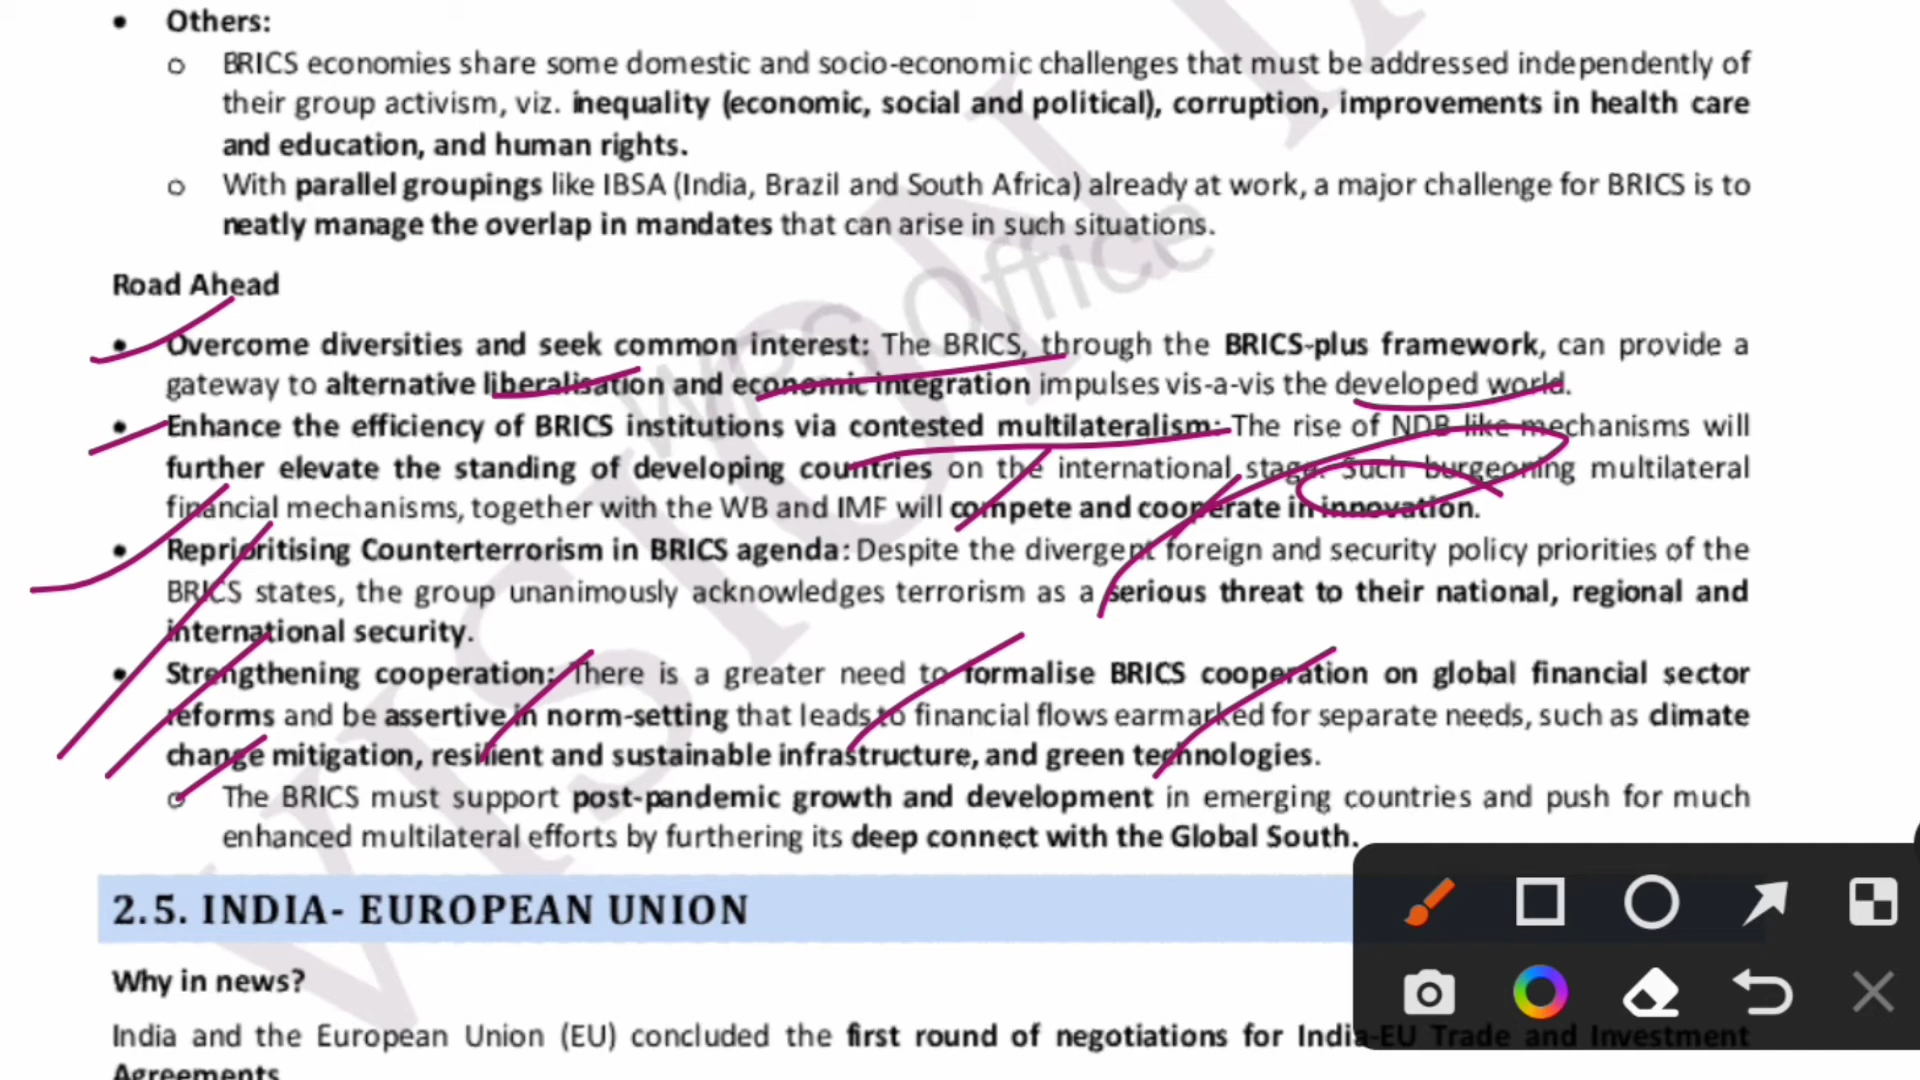 • Others:
o BRICS economies share some domestic and socio-economic challenges that must be addressed independently of
their group activism, viz. inequality (economic, social and political), corruption, improvements in health care
and education, and human rights.
o With parallel groupings like IBSA (India, Brazil and South Africa) already at work, a major challenge for BRICS is to
neatly manage the overlap in mandates that can arise in such situations.
Road Ahead
• Overcome diversities and seek common interest: The BRICS, through the BRICS-plus framework, can provide a
gateway to alternative liberalisation and economic integration impulses vis-a-vis the developed world.
• Enhance the efficiency of BRICS institutions via contested multilateralism: The rise of NDB like mechanisms will
further elevate the standing of developing countries on the international stage. Such burgeoning multilateral
financial mechanisms, together with the WB and IMF will compete and cooperate in innovation.
• Reprioritising Counterterrorism in BRICS agenda: Despite the divergent foreign and security policy priorities of the
BRICS states, the group unanimously acknowledges terrorism as a serious threat to their national, regional and
international security.
• Strengthening cooperation: There is a greater need to formalise BRICS cooperation on global financial sector
reforms and be assertive in norm-setting that leads to financial flows earmarked for separate needs, such as climate
change mitigation, resilient and sustainable infrastructure, and green technologies.
o The BRICS must support post-pandemic growth and development in emerging countries and push for much
enhanced multilateral efforts by furthering its deep connect with the Global South.
2.5. INDIA- EUROPEAN UNION
Why in news?
India and the European Union (EU) concluded the first round of negotiations for India-EU Trade and Investment
Agreements
VISION
WPS Office